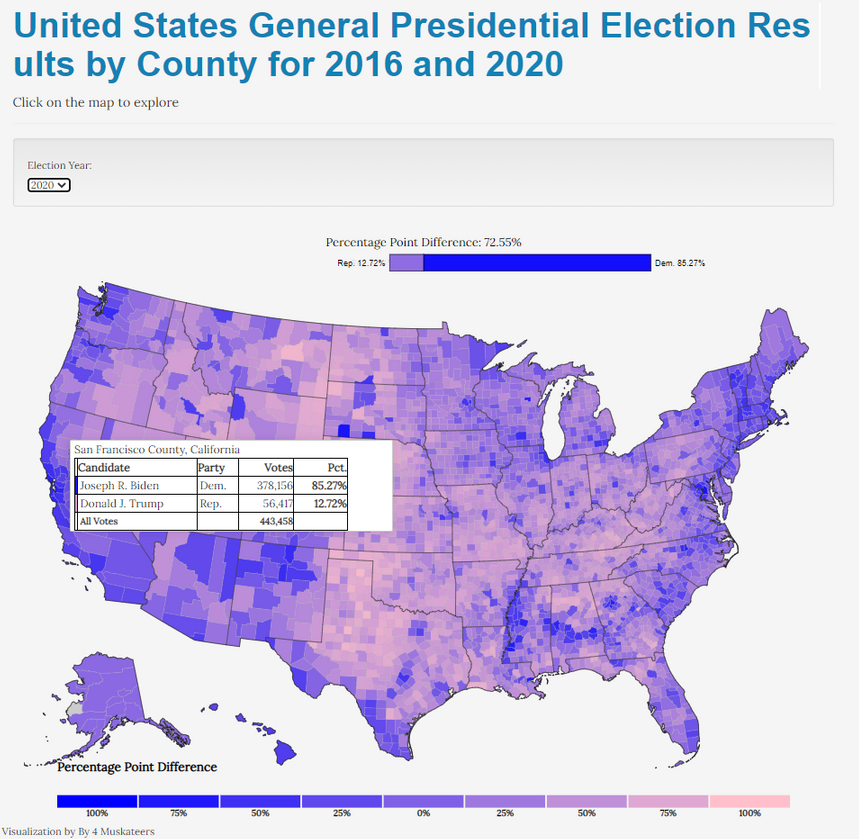 United States General Presidential Election Res
ults by County for 2016 and 2020
Click on the map to explore
Election Year:
2020
Percentage Point Difference: 72.55%
Rep. 12.72% Dem. 85.27%
San Francisco County, California
Candidate Party Votes Pct.
Joseph R. Biden Dem. 378,156 85.27%
Donald J. Trump Rep. 56,417 12.72%
All Votes 443,458
Percentage Point Difference
100% 75% 50% 25% 0% 25% 50% 75% 100%
Visualization by By 4 Muskateers